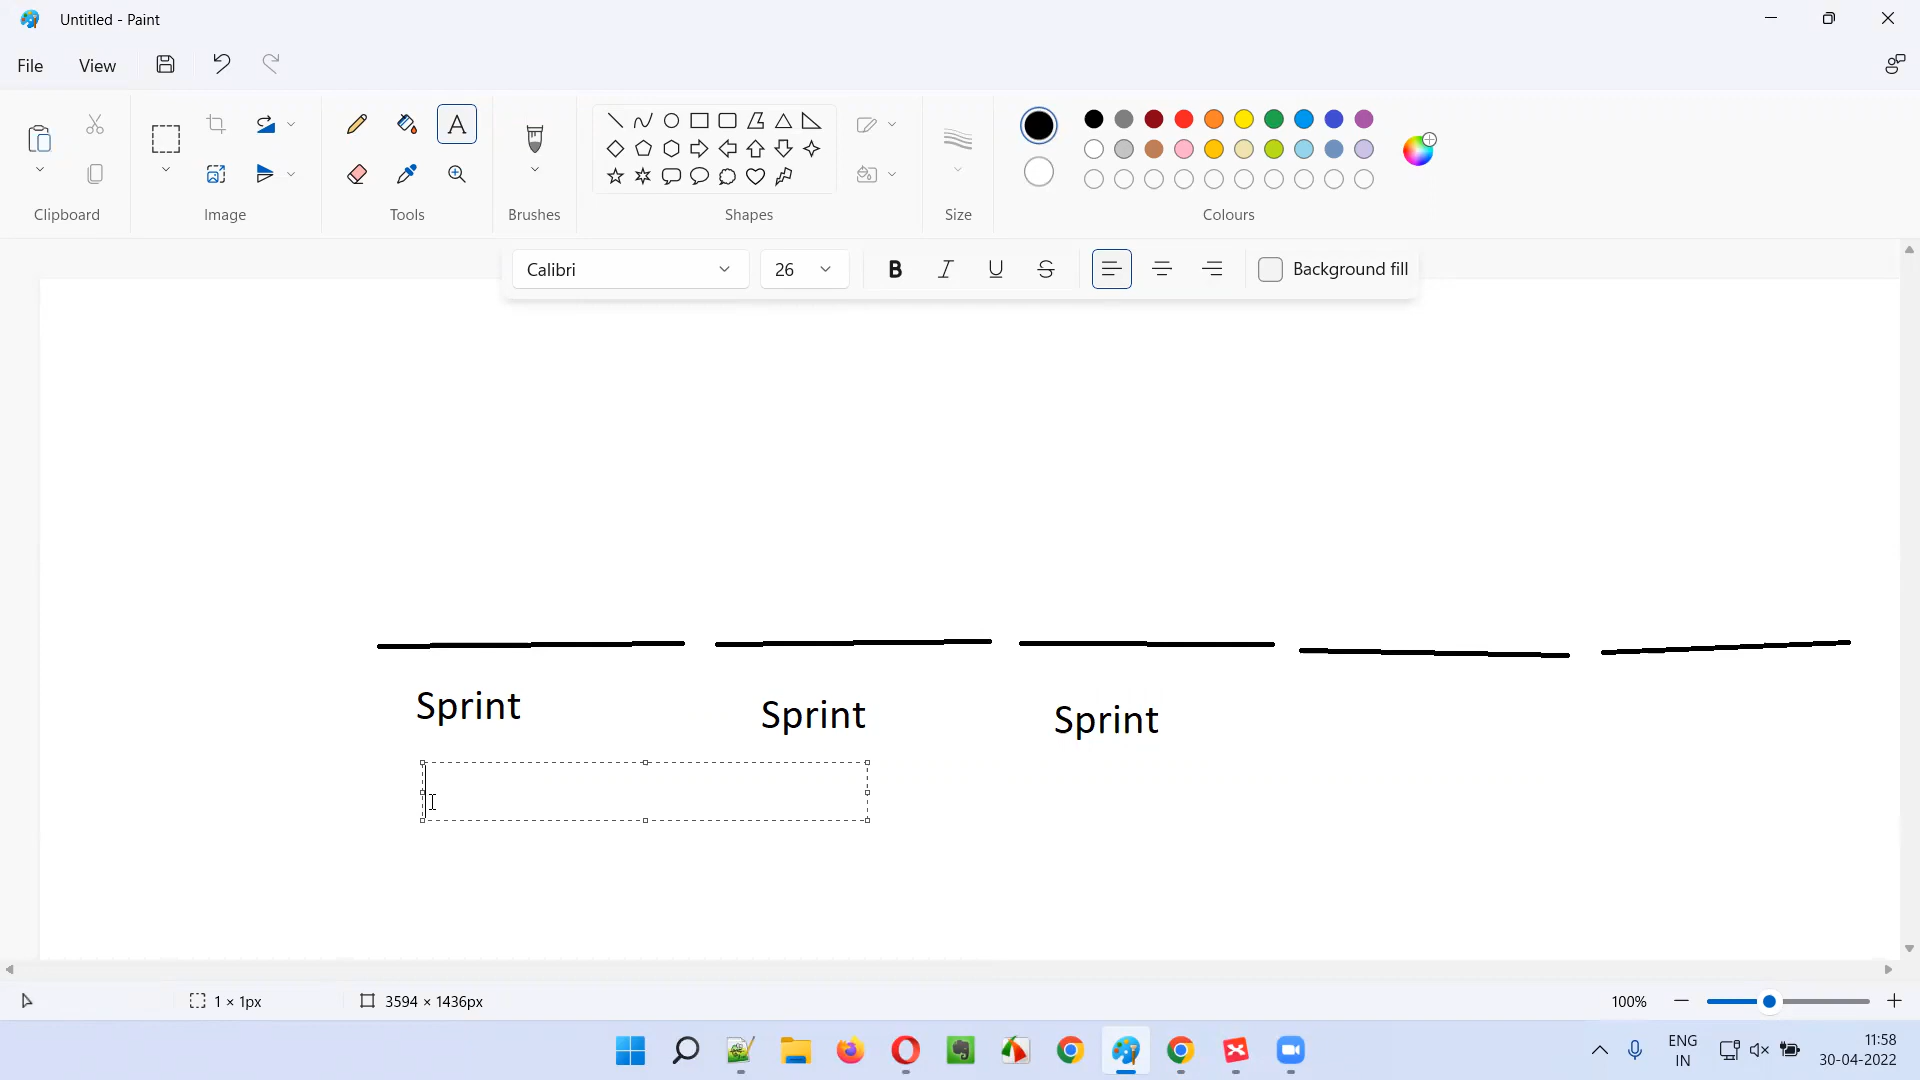 Untitled - Paint
File View
Clipboard Image Tools Brushes Shapes Size Colours
Calibri 26 B I U S Background fill
Sprint Sprint Sprint
1 × 1px 3594 × 1436px 100%
ENG 11:58
IN 30-04-2022